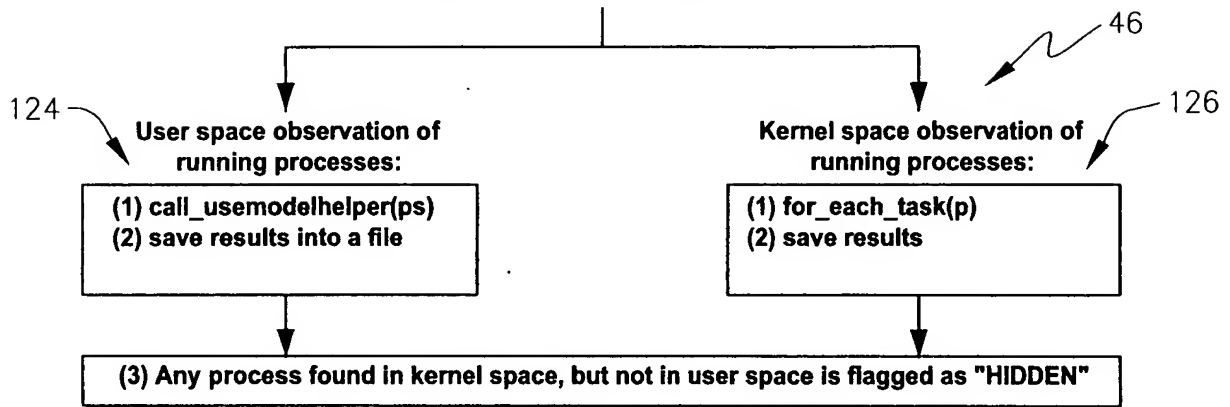 46
124
126
User space observation of
running processes:
Kernel space observation of
running processes:
(1) call_usemodelhelper(ps)
(2) save results into a file
(1) for_each_task(p)
(2) save results
(3) Any process found in kernel space, but not in user space is flagged as "HIDDEN"